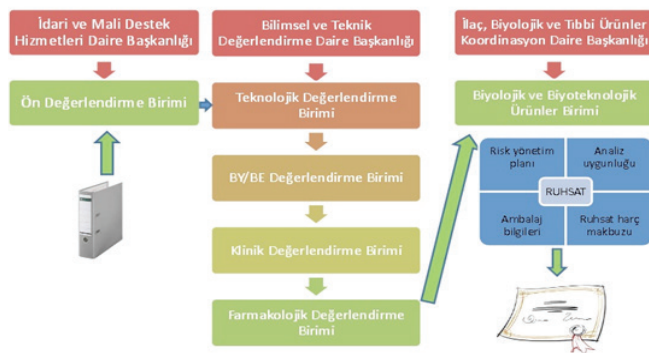 İdari ve Mali Destek
Hizmetleri Daire Başkanlığı
Ön Değerlendirme Birimi
Bilimsel ve Teknik
Değerlendirme Daire Başkanlığı
Teknolojik Değerlendirme
Birimi
BY/BE Değerlendirme Birimi
Klinik Değerlendirme Birimi
Farmakolojik Değerlendirme
Birimi
İlaç, Biyolojik ve Tıbbi Ürünler
Koordinasyon Daire Başkanlığı
Biyolojik ve Biyoteknolojik
Ürünler Birimi
Risk yönetim
planı
Analiz
uygunluğu
RUHSAT
Ambalaj
bilgileri
Ruhsat harç
makbuzu